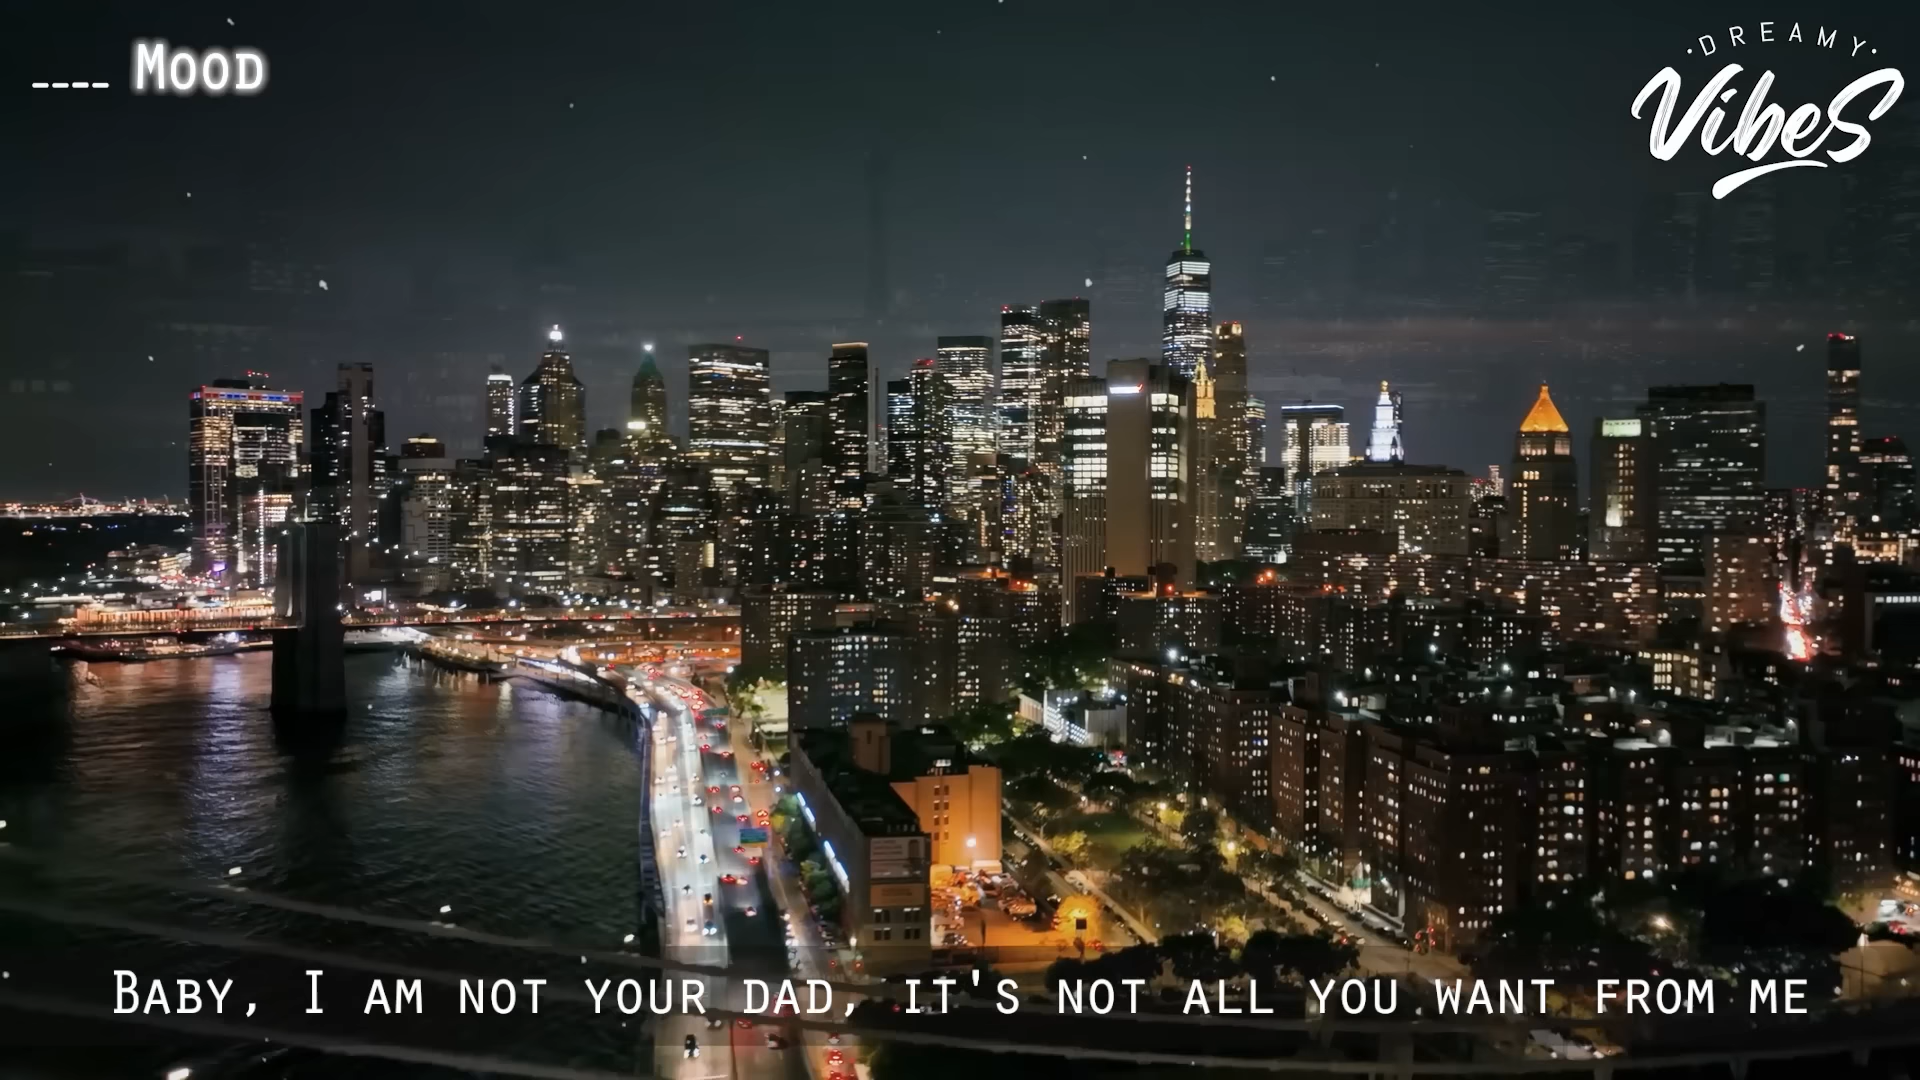 ---- Mood
DREAMY
Vibes
Baby, I am not your dad, it's not all you want from me